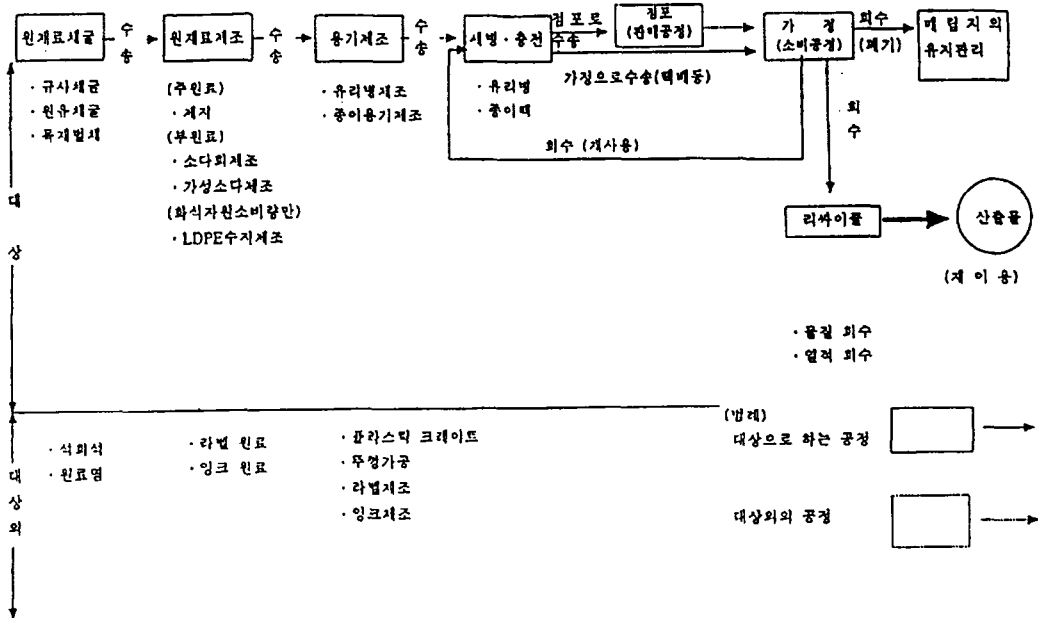 원재료채굴
수송
원재료제조
수송
용기제조
수송
세병·충전
점포로
수송
점포
(판매공정)
가 정
(소비공정)
회수
(폐기)
매립지의
유지관리
·규사채굴
·원유채굴
·목재벌채
(주원료)
·제지
(부원료)
·소다회제조
·가성소다제조
(화석자원소비량만)
·LDPE수지제조
·유리병제조
·종이용기제조
·유리병
·종이팩
가정으로수송(택배등)
회수 (재사용)
회
수
리싸이클
산출물
(재 이 용)
대
상
·물질 회수
·열적 회수
·석회석
·원료염
·라벨 원료
·잉크 원료
·플라스틱 크레이트
·뚜껑가공
·라벨제조
·잉크제조
(범례)
대상으로 하는 공정
대상외의 공정
대
상
외